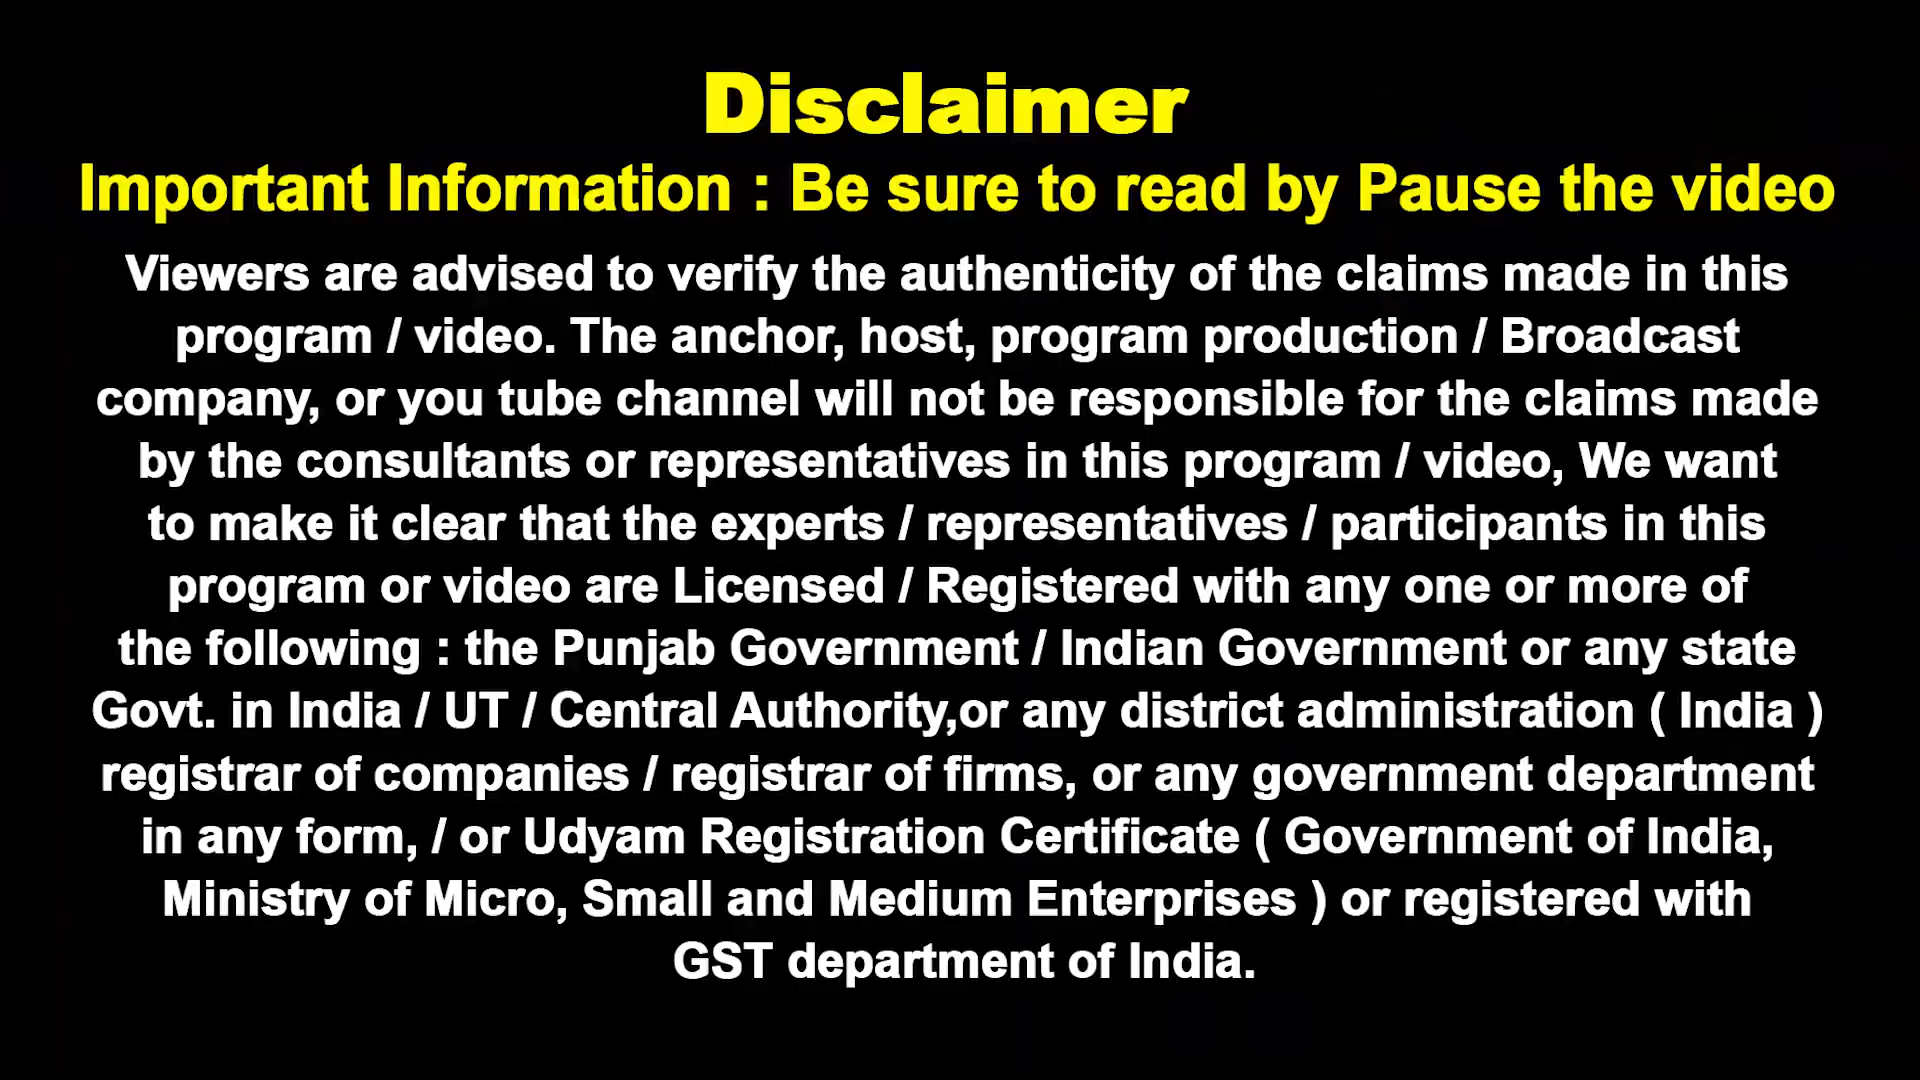 Disclaimer
Important Information : Be sure to read by Pause the video
Viewers are advised to verify the authenticity of the claims made in this
program / video. The anchor, host, program production / Broadcast
company, or you tube channel will not be responsible for the claims made
by the consultants or representatives in this program / video, We want
to make it clear that the experts / representatives / participants in this
program or video are Licensed / Registered with any one or more of
the following : the Punjab Government / Indian Government or any state
Govt. in India / UT / Central Authority,or any district administration ( India )
registrar of companies / registrar of firms, or any government department
in any form, / or Udyam Registration Certificate ( Government of India,
Ministry of Micro, Small and Medium Enterprises ) or registered with
GST department of India.